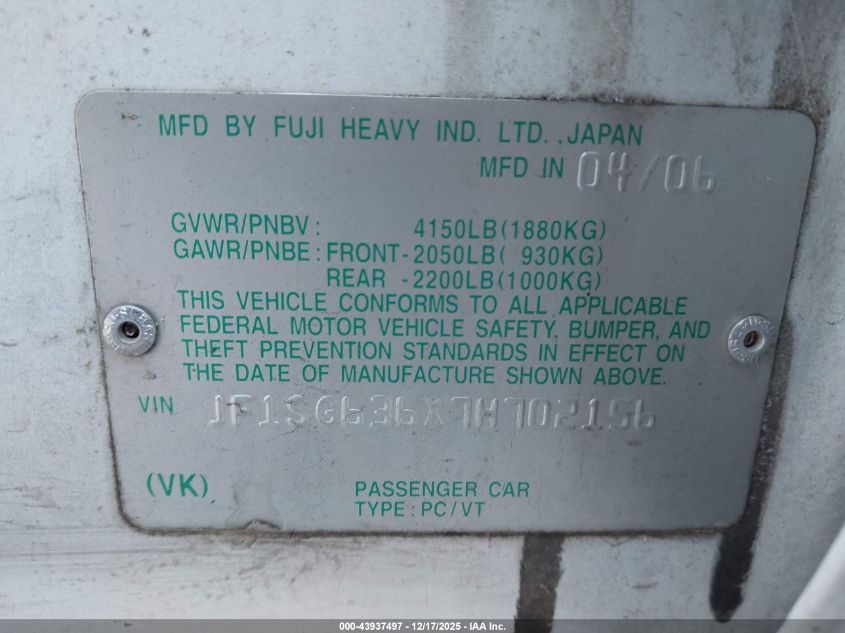 MFD BY FUJI HEAVY IND. LTD., JAPAN
MFD IN 04/06
GVWR/PNBV: 4150LB(1880KG)
GAWR/PNBE: FRONT-2050LB( 930KG)
REAR -2200LB(1000KG)
THIS VEHICLE CONFORMS TO ALL APPLICABLE
FEDERAL MOTOR VEHICLE SAFETY, BUMPER, AND
THEFT PREVENTION STANDARDS IN EFFECT ON
THE DATE OF MANUFACTURE SHOWN ABOVE.
VIN JF1SG636X7H702156
(VK) PASSENGER CAR
TYPE: PC/VT
000-43937497 - 12/17/2025 - IAA Inc.